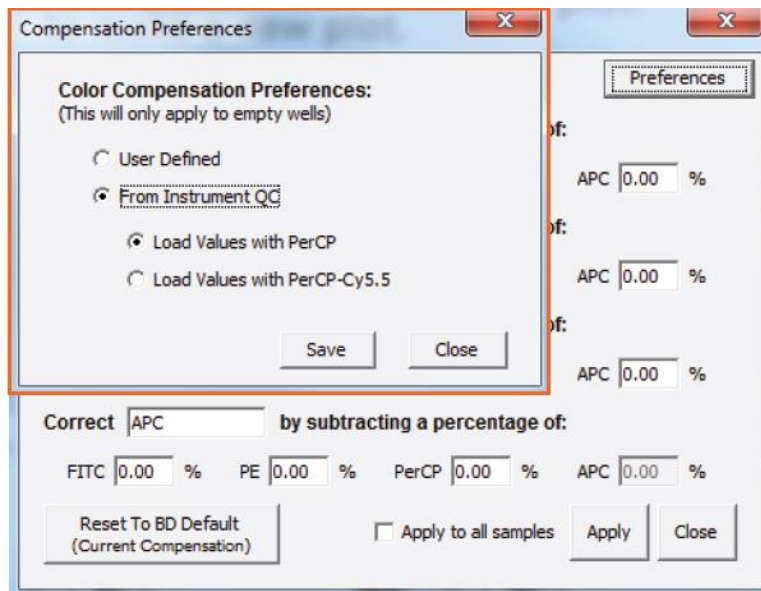 ow plot.
plot.
Compensation Preferences
Color Compensation Preferences:
(This will only apply to empty wells)
User Defined
From Instrument QC
Load Values with PerCP
Load Values with PerCP-Cy5.5
Save Close
Preferences
of:
APC 0.00 %
of:
APC 0.00 %
of:
APC 0.00 %
Correct APC by subtracting a percentage of:
FITC 0.00 % PE 0.00 % PerCP 0.00 % APC 0.00 %
Reset To BD Default
(Current Compensation)
Apply to all samples Apply Close